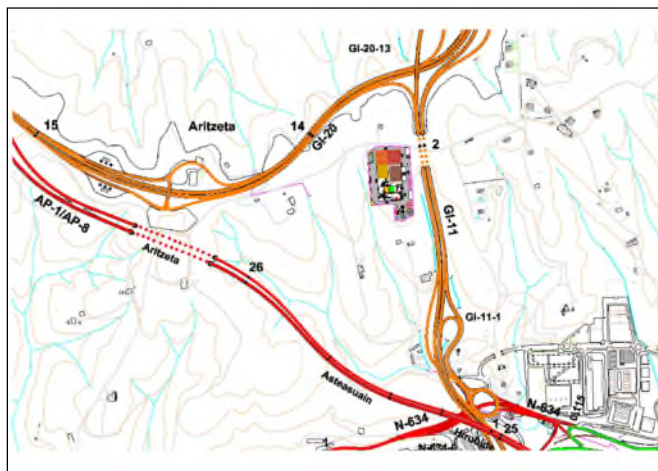 GI-20-13
Aritzeta
15
14
GI-20
2
AP-1/AP-8
Aritzeta
26
GI-11
GI-11-1
Asteasuain
N-634
N-634
1
25